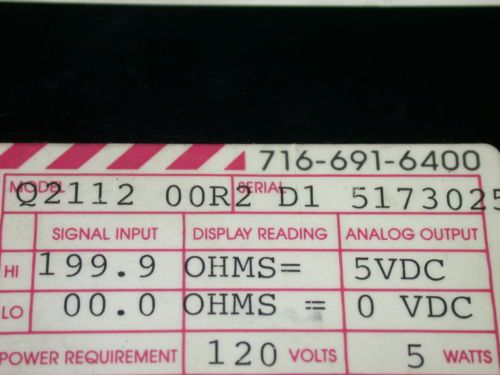 716-691-6400
MODEL Q2112 00R2 SERIAL D1 5173025
SIGNAL INPUT DISPLAY READING ANALOG OUTPUT
HI 199.9 OHMS= 5VDC
LO 00.0 OHMS = 0 VDC
POWER REQUIREMENT 120 VOLTS 5 WATTS